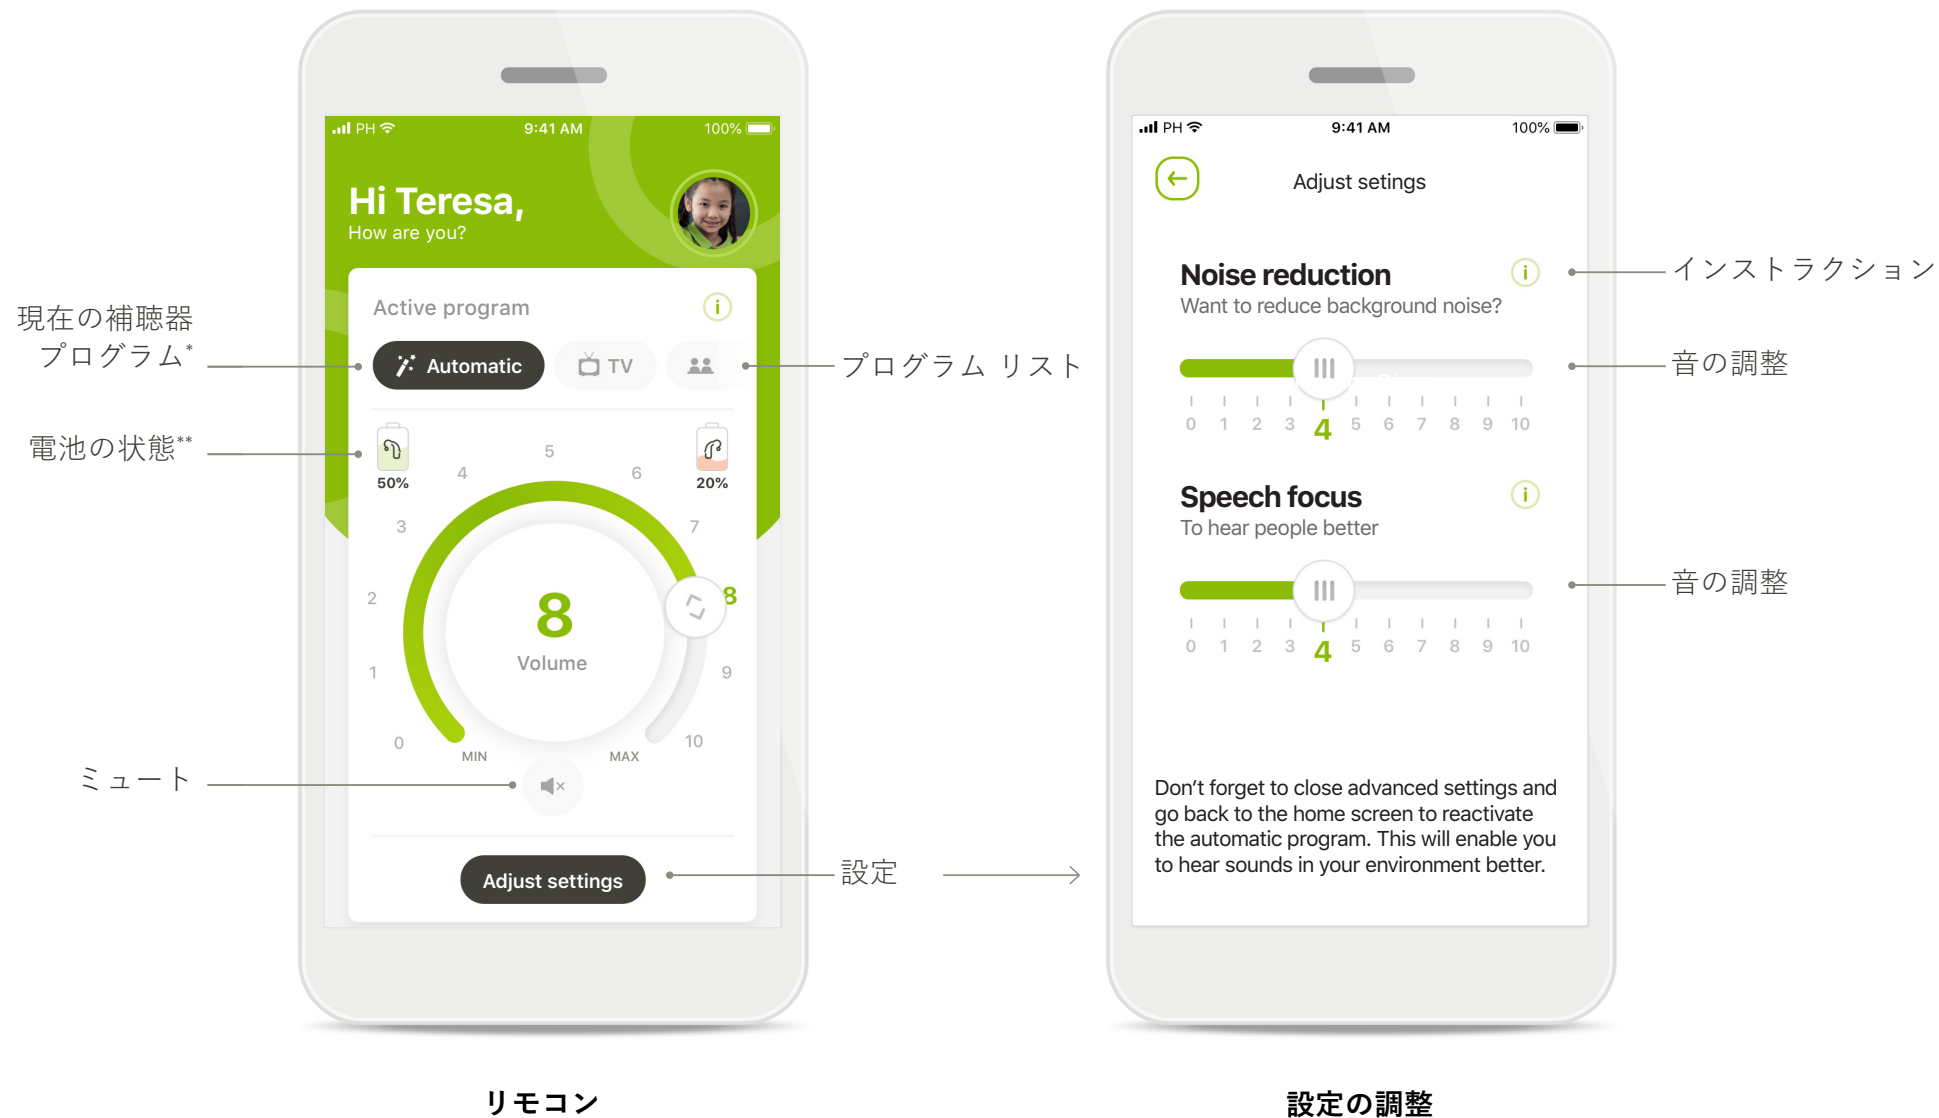 PH
9:41 AM
100%
Hi Teresa,
How are you?
Active program
i
Automatic
TV
50%
20%
0
1
2
3
4
5
6
7
8
9
10
8
Volume
MIN
MAX
Adjust settings
現在の補聴器
プログラム*
電池の状態**
ミュート
プログラム リスト
設定
リモコン
PH
9:41 AM
100%
Adjust setings
Noise reduction
i
Want to reduce background noise?
0 1 2 3 4 5 6 7 8 9 10
Speech focus
i
To hear people better
0 1 2 3 4 5 6 7 8 9 10
Don't forget to close advanced settings and
go back to the home screen to reactivate
the automatic program. This will enable you
to hear sounds in your environment better.
インストラクション
音の調整
音の調整
設定の調整